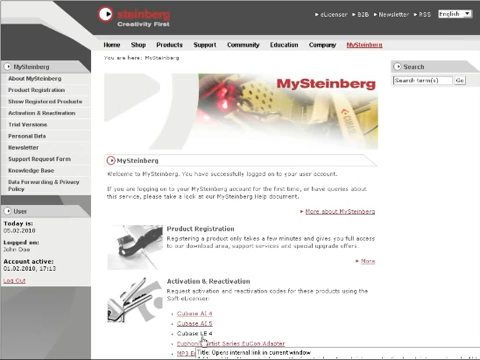 steinberg
Creativity First
eLicenser
B2B
Newsletter
RSS
English
Home
Shop
Products
Support
Community
Education
Company
MySteinberg
You are here: MySteinberg
MySteinberg
About MySteinberg
Product Registration
Show Registered Products
Activation & Reactivation
Trial Versions
Personal Data
Newsletter
Support Request Form
Knowledge Base
Data Forwarding & Privacy
Policy
User
Today is:
05.02.2010
Logged on:
John Doe
Account active:
01.02.2010, 17:13
Log Out
MySteinberg
MySteinberg
Welcome to MySteinberg. You have successfully logged on to your user account.
If you are logging on to your MySteinberg account for the first time, or have queries about
this service, please take a look at our MySteinberg Help document.
More about MySteinberg
Product Registration
Registering a product only takes a few minutes and gives you full access
to our download area, support services and special upgrade offers.
More
Activation & Reactivation
Request activation and reactivation codes for these products using the
Soft-eLicenser:
Cubase AI 4
Cubase AI 5
Cubase LE 4
Euphonix Artist Series EuCon Adapter
MP3
Title: Opens internal link in current window
Search
Search term(s)
Go